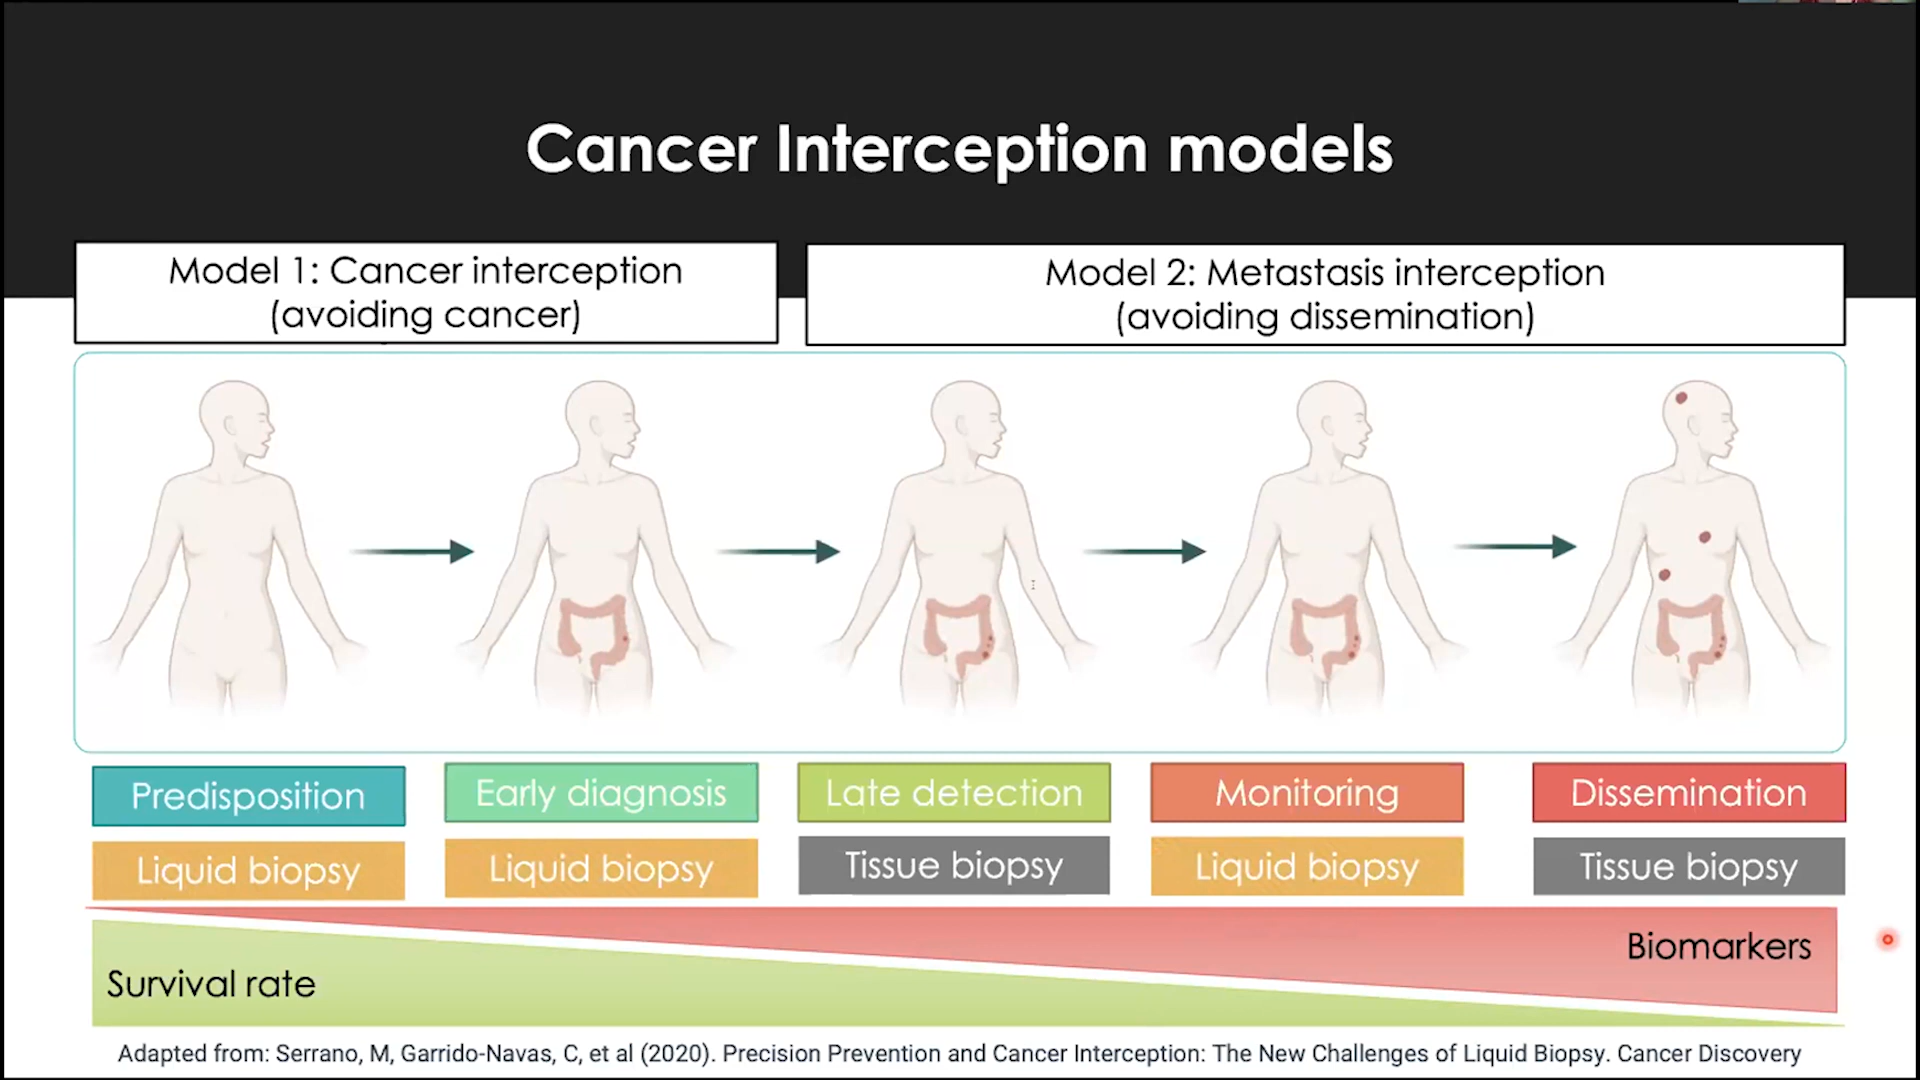 Cancer Interception models
Model 1: Cancer interception
(avoiding cancer)
Model 2: Metastasis interception
(avoiding dissemination)
Predisposition
Early diagnosis
Late detection
Monitoring
Dissemination
Liquid biopsy
Liquid biopsy
Tissue biopsy
Liquid biopsy
Tissue biopsy
Biomarkers
Survival rate
Adapted from: Serrano, M, Garrido-Navas, C, et al (2020). Precision Prevention and Cancer Interception: The New Challenges of Liquid Biopsy. Cancer Discovery